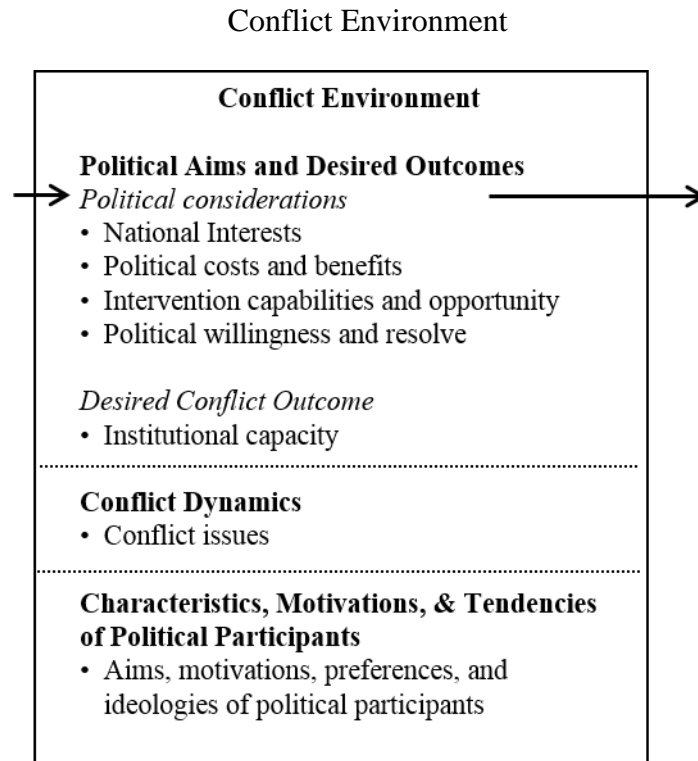 Conflict Environment
Conflict Environment
Political Aims and Desired Outcomes
Political considerations
• National Interests
• Political costs and benefits
• Intervention capabilities and opportunity
• Political willingness and resolve
Desired Conflict Outcome
• Institutional capacity
Conflict Dynamics
• Conflict issues
Characteristics, Motivations, & Tendencies
of Political Participants
• Aims, motivations, preferences, and
ideologies of political participants